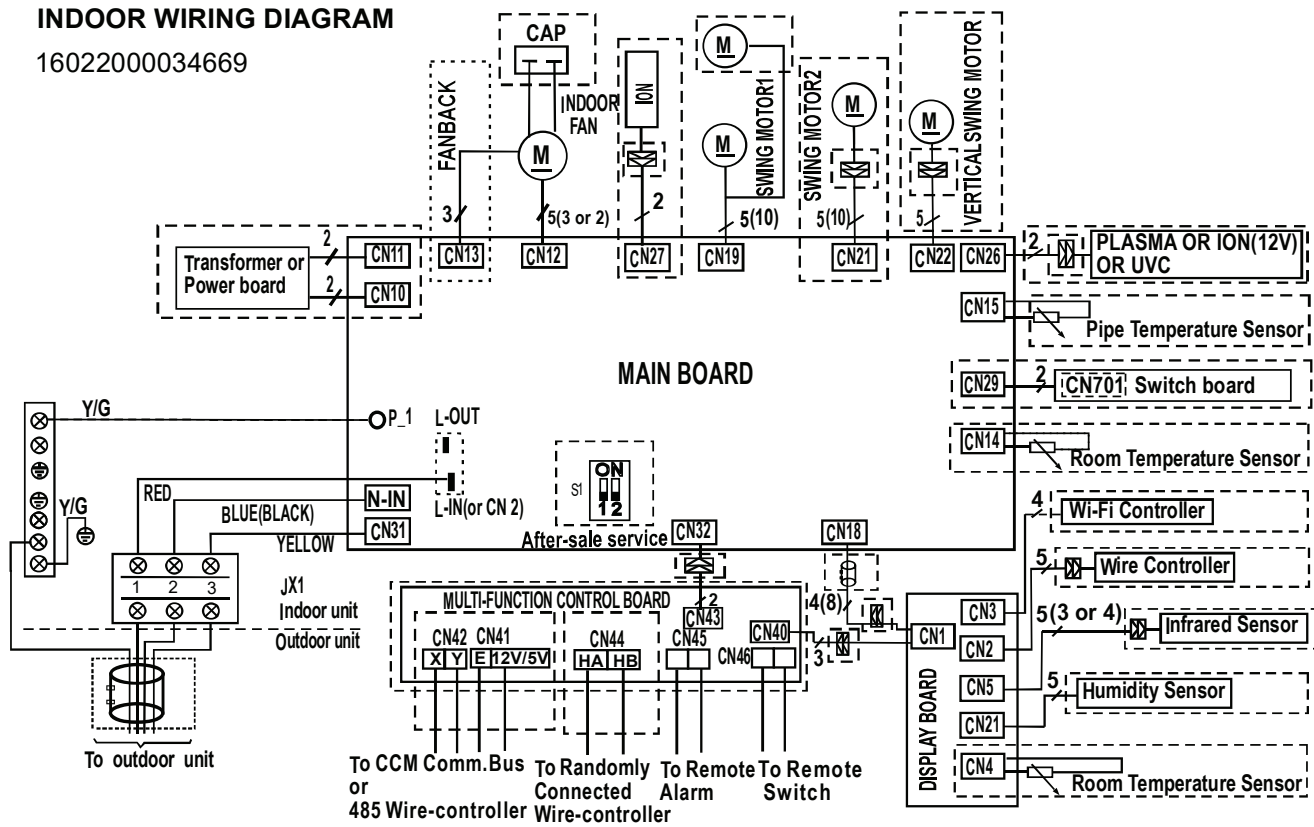 INDOOR WIRING DIAGRAM
16022000034669
CAP
FANBACK
INDOOR
FAN
M
ION
M
M
SWING MOTOR1
SWING MOTOR2
M
VERTICAL SWING MOTOR
M
3
5(3 or 2)
2
5(10)
5(10)
5
Transformer or
Power board
2
2
CN11
CN10
CN13
CN12
CN27
CN19
CN21
CN22
CN26
2
PLASMA OR ION(12V)
OR UVC
CN15
Pipe Temperature Sensor
MAIN BOARD
CN29
2
CN701
Switch board
CN14
Room Temperature Sensor
Y/G
P_1
L-OUT
L-IN(or CN 2)
RED
N-IN
BLUE(BLACK)
CN31
YELLOW
Y/G
S1
ON
12
After-sale service
CN32
CN18
1 2 3
JX1
Indoor unit
Outdoor unit
To outdoor unit
MULTI-FUNCTION CONTROL BOARD
2
CN43
CN42
CN41
X Y
E 12V/5V
CN44
HA HB
CN45
CN46
CN40
3
4(8)
To CCM Comm.Bus
or
485 Wire-controller
To Randomly
Connected
Wire-controller
To Remote
Alarm
To Remote
Switch
DISPLAY BOARD
CN1
CN3
CN2
CN5
CN21
CN4
4
Wi-Fi Controller
5
Wire Controller
5(3 or 4)
Infrared Sensor
5
Humidity Sensor
Room Temperature Sensor